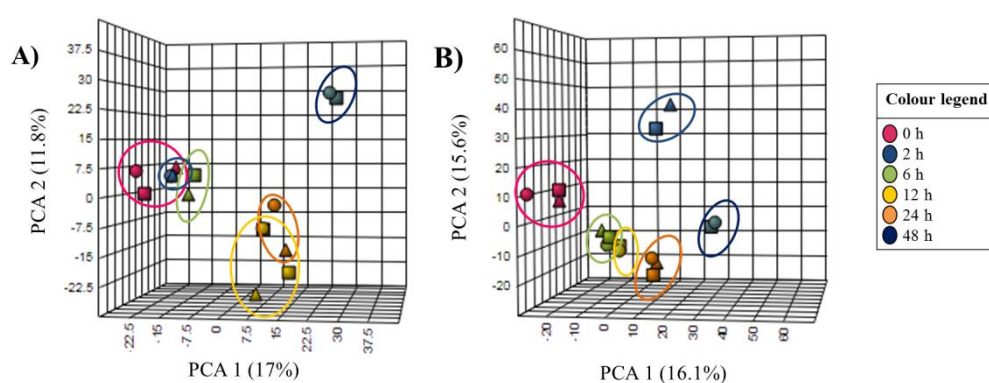 A)
PCA 2 (11.8%)
37.5
30
22.5
15
7.5
0
-7.5
-15
-22.5
-22.5
-15
-7.5
0
7.5
15
22.5
30
37.5
PCA 1 (17%)
B)
PCA 2 (15.6%)
60
50
40
30
20
10
0
-10
-20
-20
-10
0
10
20
30
40
50
60
PCA 1 (16.1%)
Colour legend
0 h
2 h
6 h
12 h
24 h
48 h